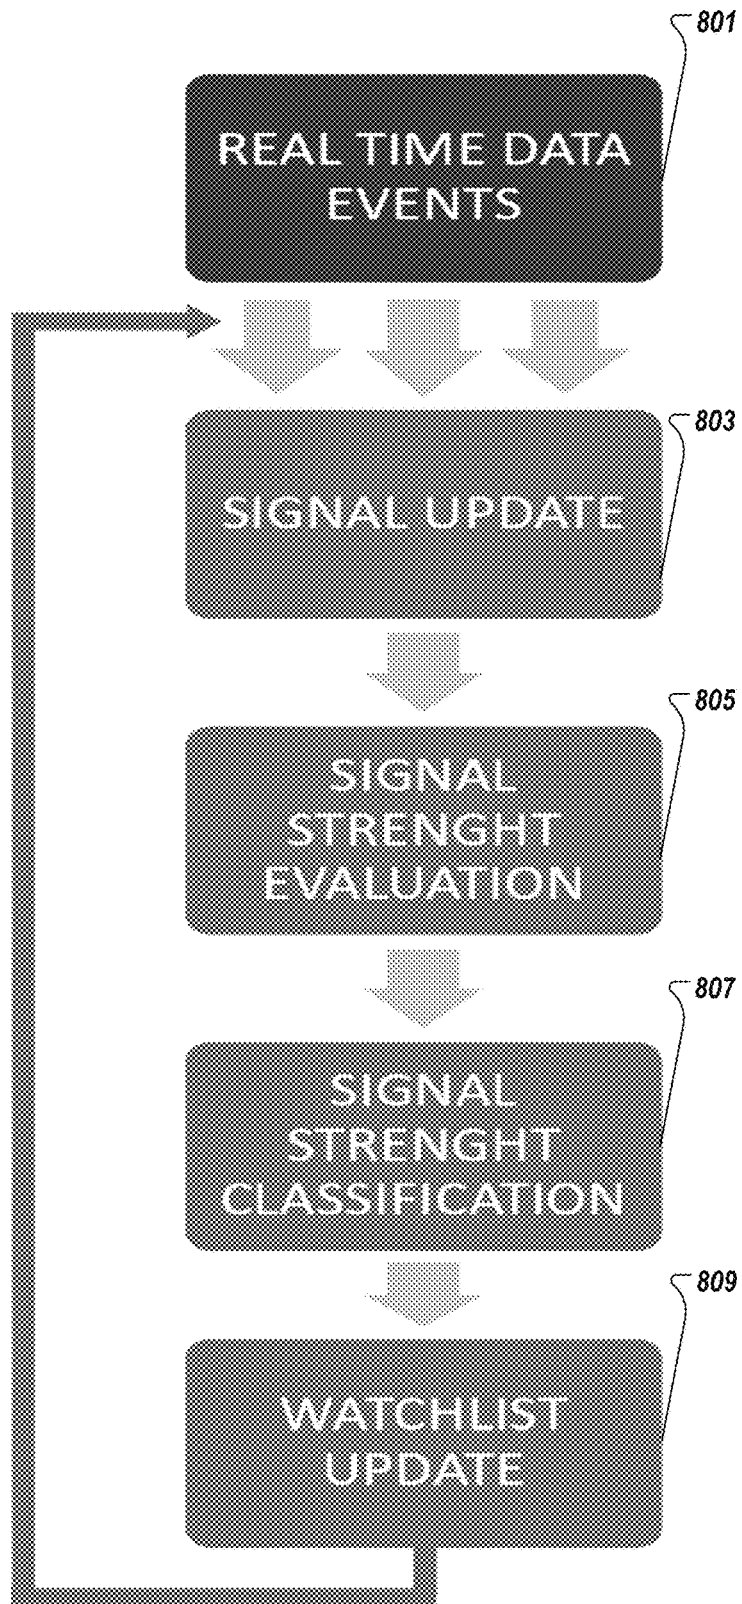 801
REAL TIME DATA
EVENTS
803
SIGNAL UPDATE
805
SIGNAL
STRENGHT
EVALUATION
807
SIGNAL
STRENGHT
CLASSIFICATION
809
WATCHLIST
UPDATE